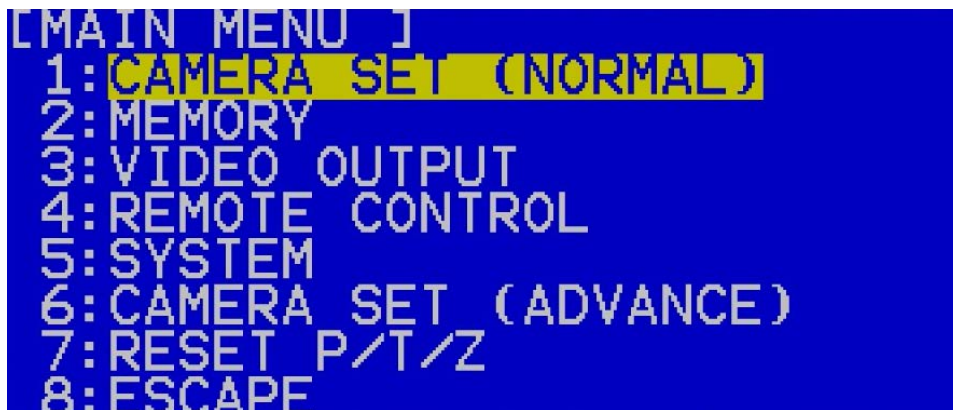 [MAIN MENU ]
1:CAMERA SET (NORMAL)
2:MEMORY
3:VIDEO OUTPUT
4:REMOTE CONTROL
5:SYSTEM
6:CAMERA SET (ADVANCE)
7:RESET P/T/Z
8:ESCAPE